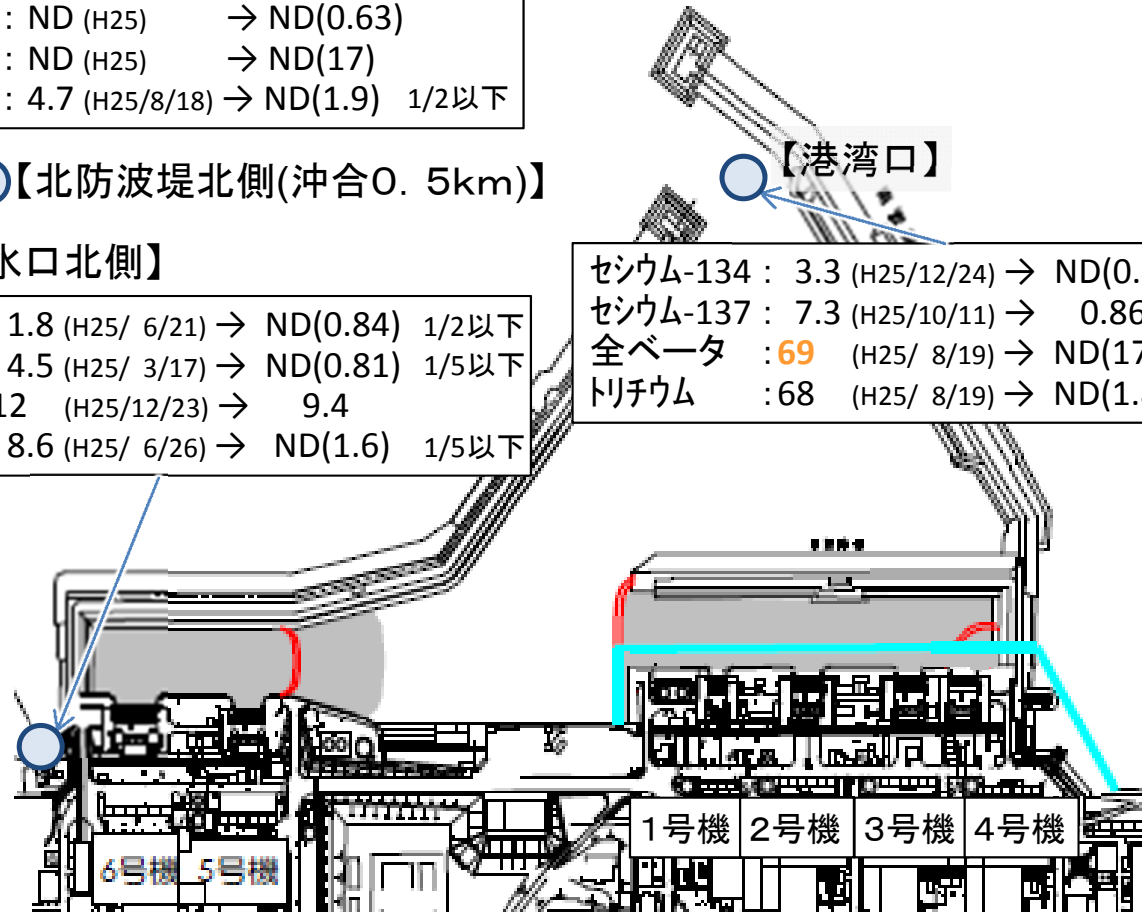 : ND (H25) → ND(0.63)
: ND (H25) → ND(17)
: 4.7 (H25/8/18) → ND(1.9) 1/2以下
【北防波堤北側(沖合0. 5km)】
【港湾口】
水口北側】
1.8 (H25/ 6/21) → ND(0.84) 1/2以下
4.5 (H25/ 3/17) → ND(0.81) 1/5以下
12 (H25/12/23) → 9.4
8.6 (H25/ 6/26) → ND(1.6) 1/5以下
セシウム-134 : 3.3 (H25/12/24) → ND(0.
セシウム-137 : 7.3 (H25/10/11) → 0.86
全ベータ :69 (H25/ 8/19) → ND(17
トリチウム :68 (H25/ 8/19) → ND(1.
1号機 2号機 3号機 4号機
6号機 5号機